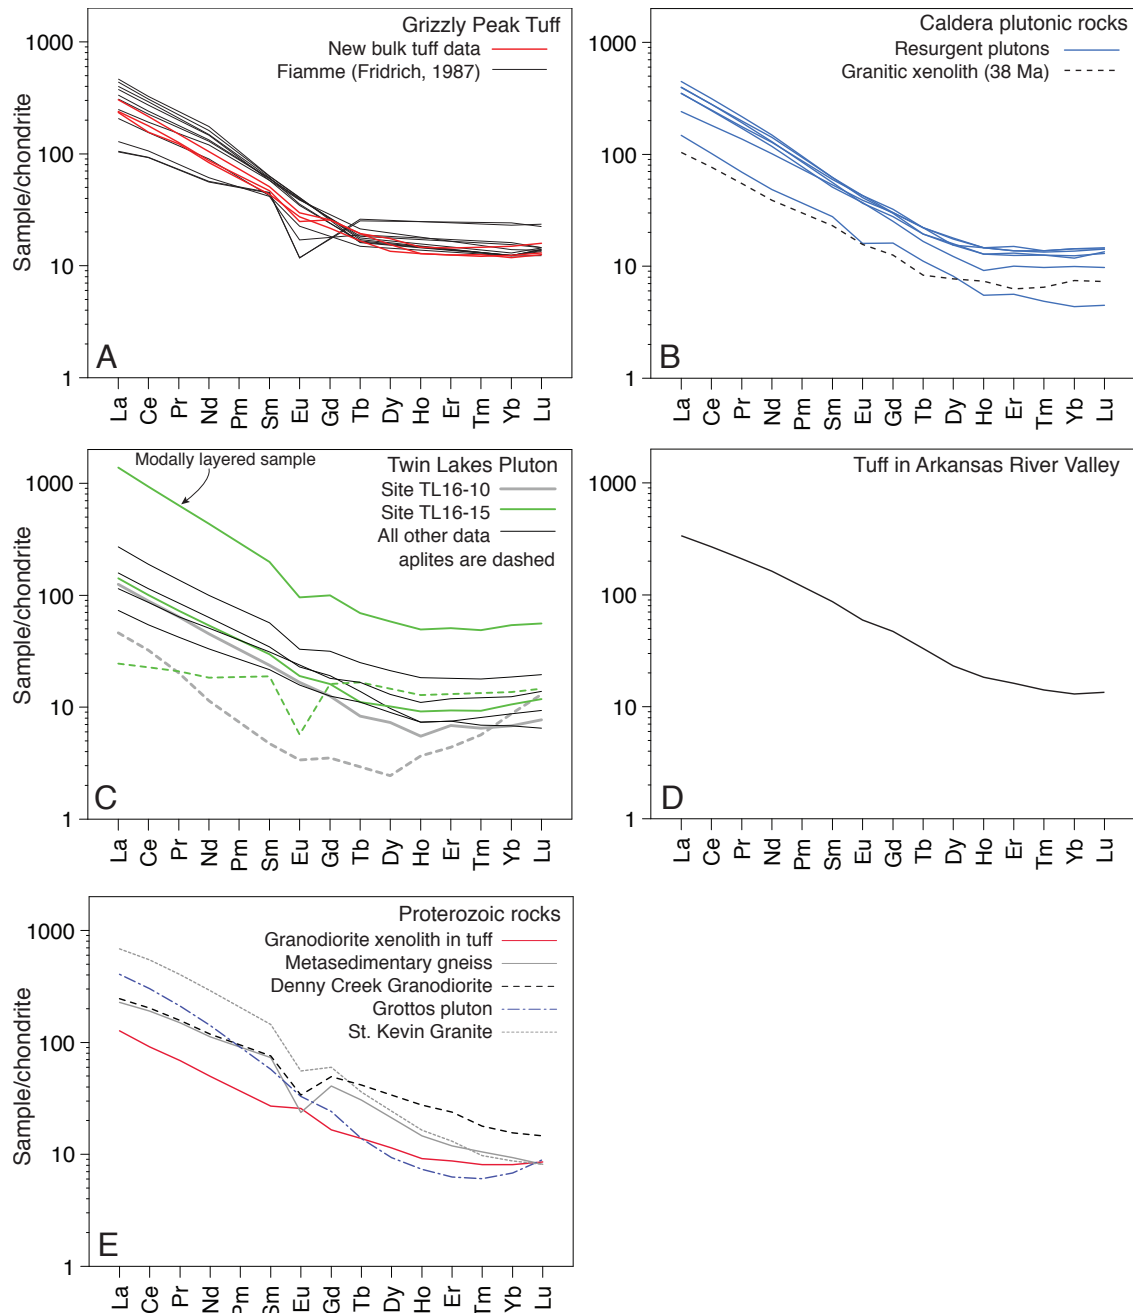 Grizzly Peak Tuff
New bulk tuff data
Fiamme (Fridrich, 1987)
1000
100
10
1
Sample/chondrite
A
La Ce Pr Nd Pm Sm Eu Gd Tb Dy Ho Er Tm Yb Lu
Caldera plutonic rocks
Resurgent plutons
Granitic xenolith (38 Ma)
1000
100
10
1
B
La Ce Pr Nd Pm Sm Eu Gd Tb Dy Ho Er Tm Yb Lu
Modally layered sample
Twin Lakes Pluton
Site TL16-10
Site TL16-15
All other data
aplites are dashed
1000
100
10
1
Sample/chondrite
C
La Ce Pr Nd Pm Sm Eu Gd Tb Dy Ho Er Tm Yb Lu
Tuff in Arkansas River Valley
1000
100
10
1
D
La Ce Pr Nd Pm Sm Eu Gd Tb Dy Ho Er Tm Yb Lu
Proterozoic rocks
Granodiorite xenolith in tuff
Metasedimentary gneiss
Denny Creek Granodiorite
Grottos pluton
St. Kevin Granite
1000
100
10
1
Sample/chondrite
E
La Ce Pr Nd Pm Sm Eu Gd Tb Dy Ho Er Tm Yb Lu